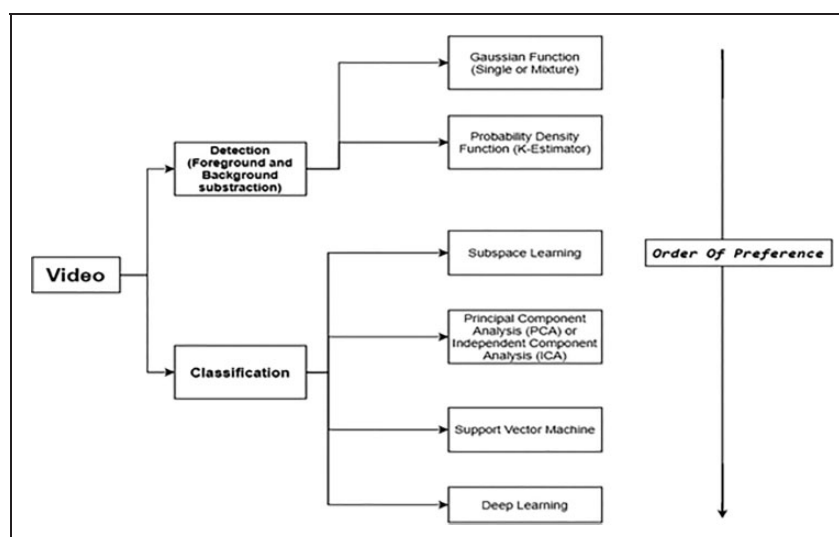 Gaussian Function
(Single or Mixture)
Detection
(Foreground and
Background
substraction)
Probability Density
Function (K-Estimator)
Video
Subspace Learning
Order Of Preference
Principal Component
Analysis (PCA) or
Independent Component
Analysis (ICA)
Classification
Support Vector Machine
Deep Learning